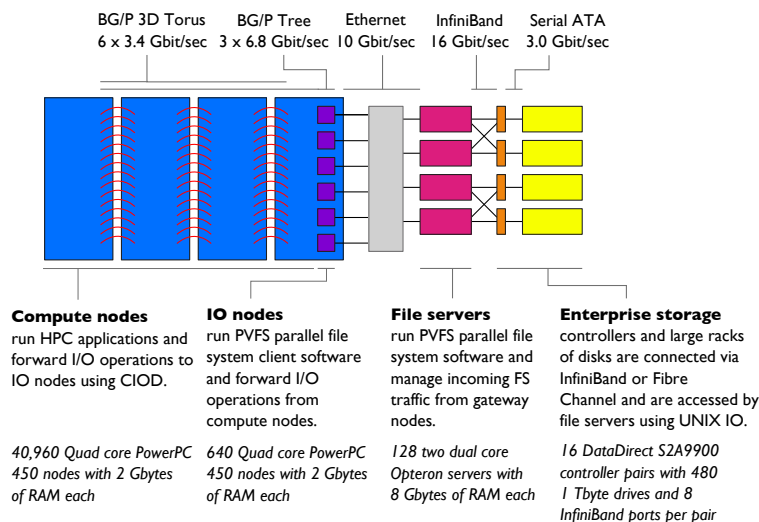 BG/P 3D Torus
6 x 3.4 Gbit/sec
BG/P Tree
3 x 6.8 Gbit/sec
Ethernet
10 Gbit/sec
InfiniBand
16 Gbit/sec
Serial ATA
3.0 Gbit/sec
Compute nodes
run HPC applications and
forward I/O operations to
IO nodes using CIOD.
40,960 Quad core PowerPC
450 nodes with 2 Gbytes
of RAM each
IO nodes
run PVFS parallel file
system client software
and forward I/O
operations from
compute nodes.
640 Quad core PowerPC
450 nodes with 2 Gbytes
of RAM each
File servers
run PVFS parallel file
system software and
manage incoming FS
traffic from gateway
nodes.
128 two dual core
Opteron servers with
8 Gbytes of RAM each
Enterprise storage
controllers and large racks
of disks are connected via
InfiniBand or Fibre
Channel and are accessed by
file servers using UNIX IO.
16 DataDirect S2A9900
controller pairs with 480
1 Tbyte drives and 8
InfiniBand ports per pair